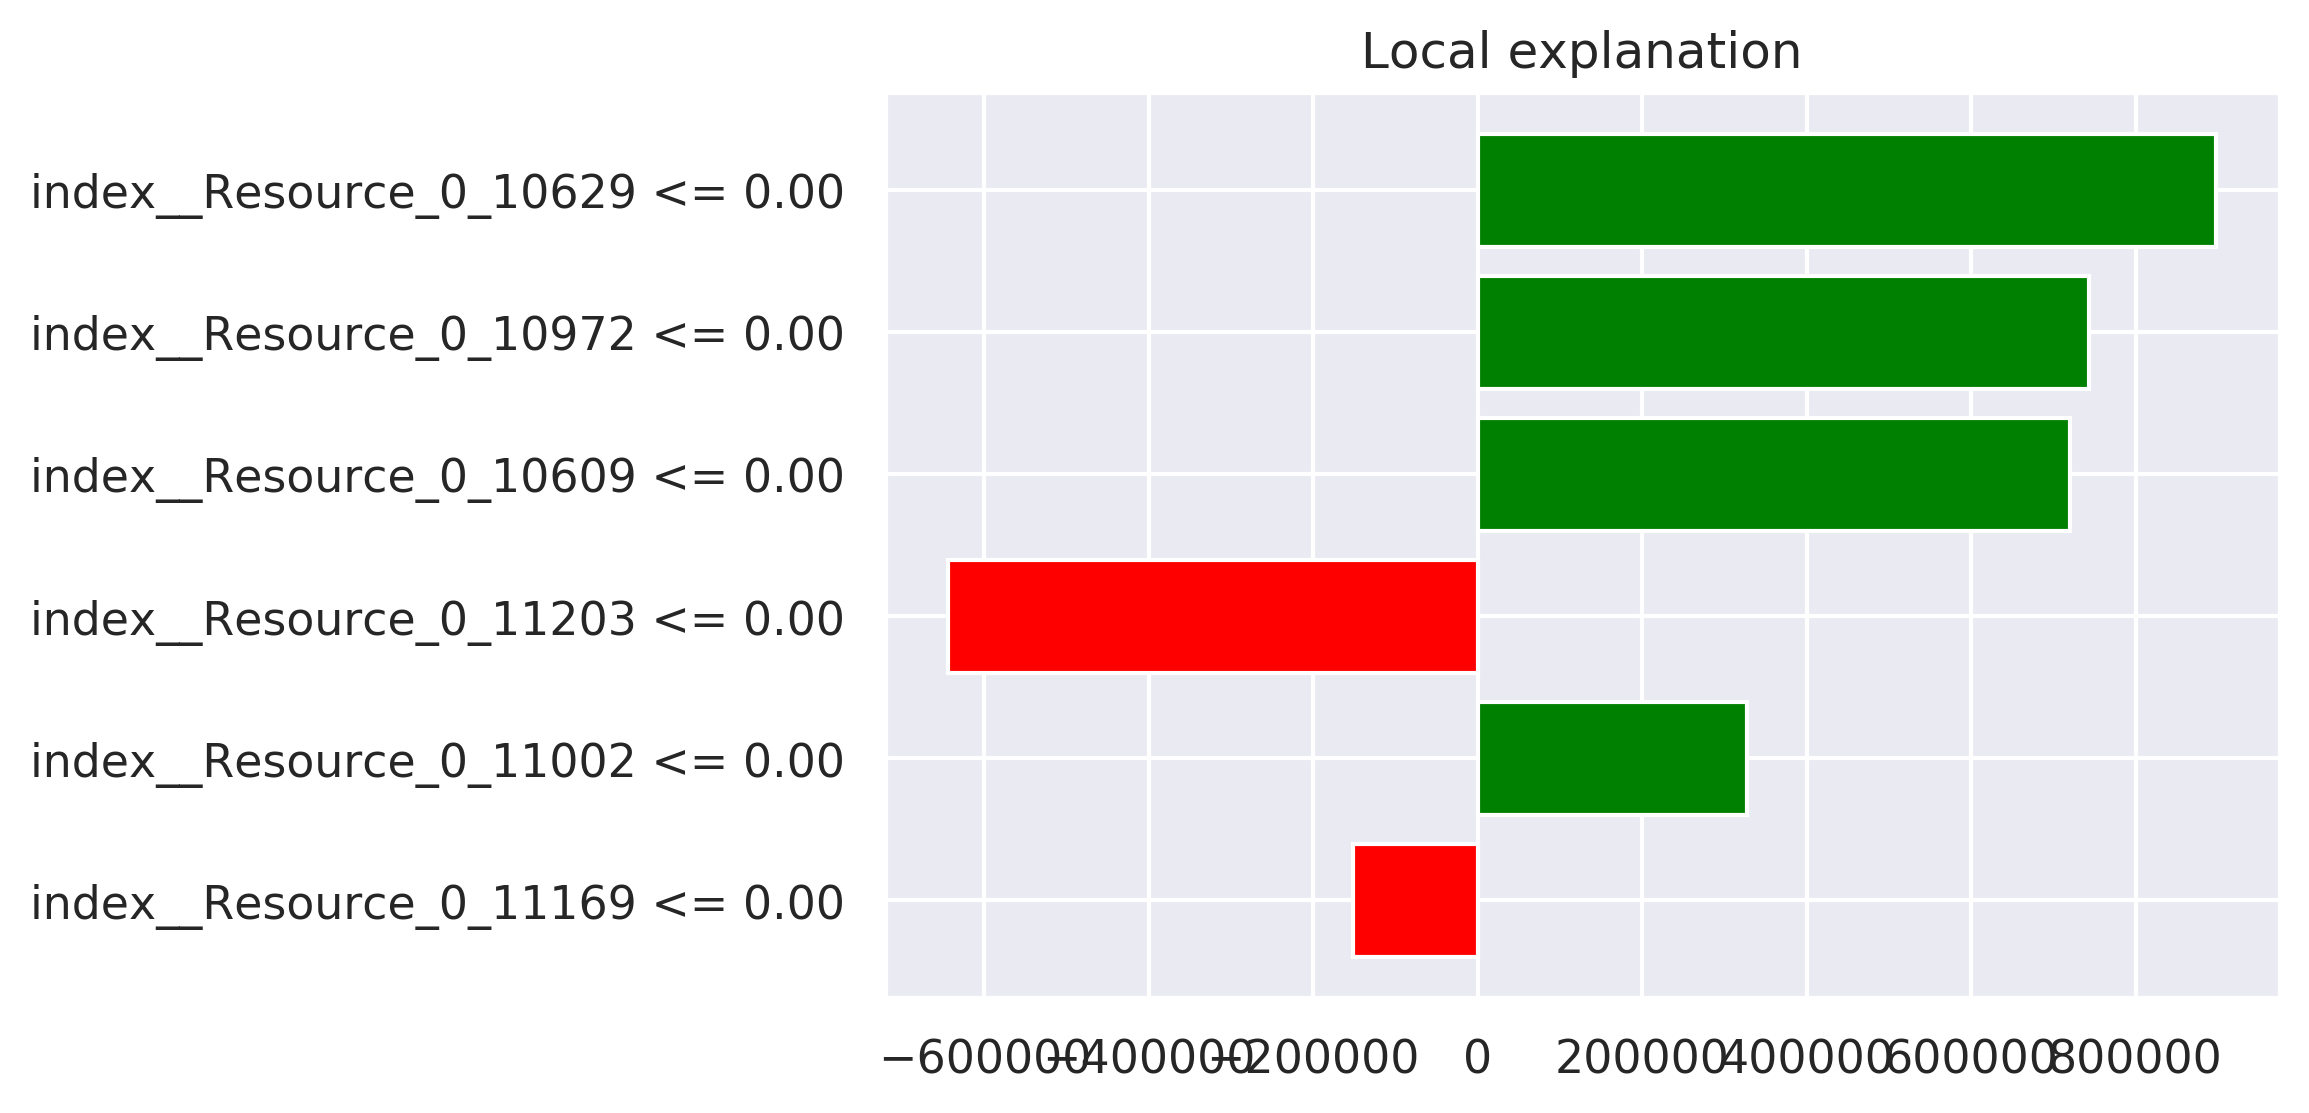 Local explanation
index__Resource_0_10629 <= 0.00
index__Resource_0_10972 <= 0.00
index__Resource_0_10609 <= 0.00
index__Resource_0_11203 <= 0.00
index__Resource_0_11002 <= 0.00
index__Resource_0_11169 <= 0.00
−600000 −400000 −200000 0 200000 400000 600000 800000